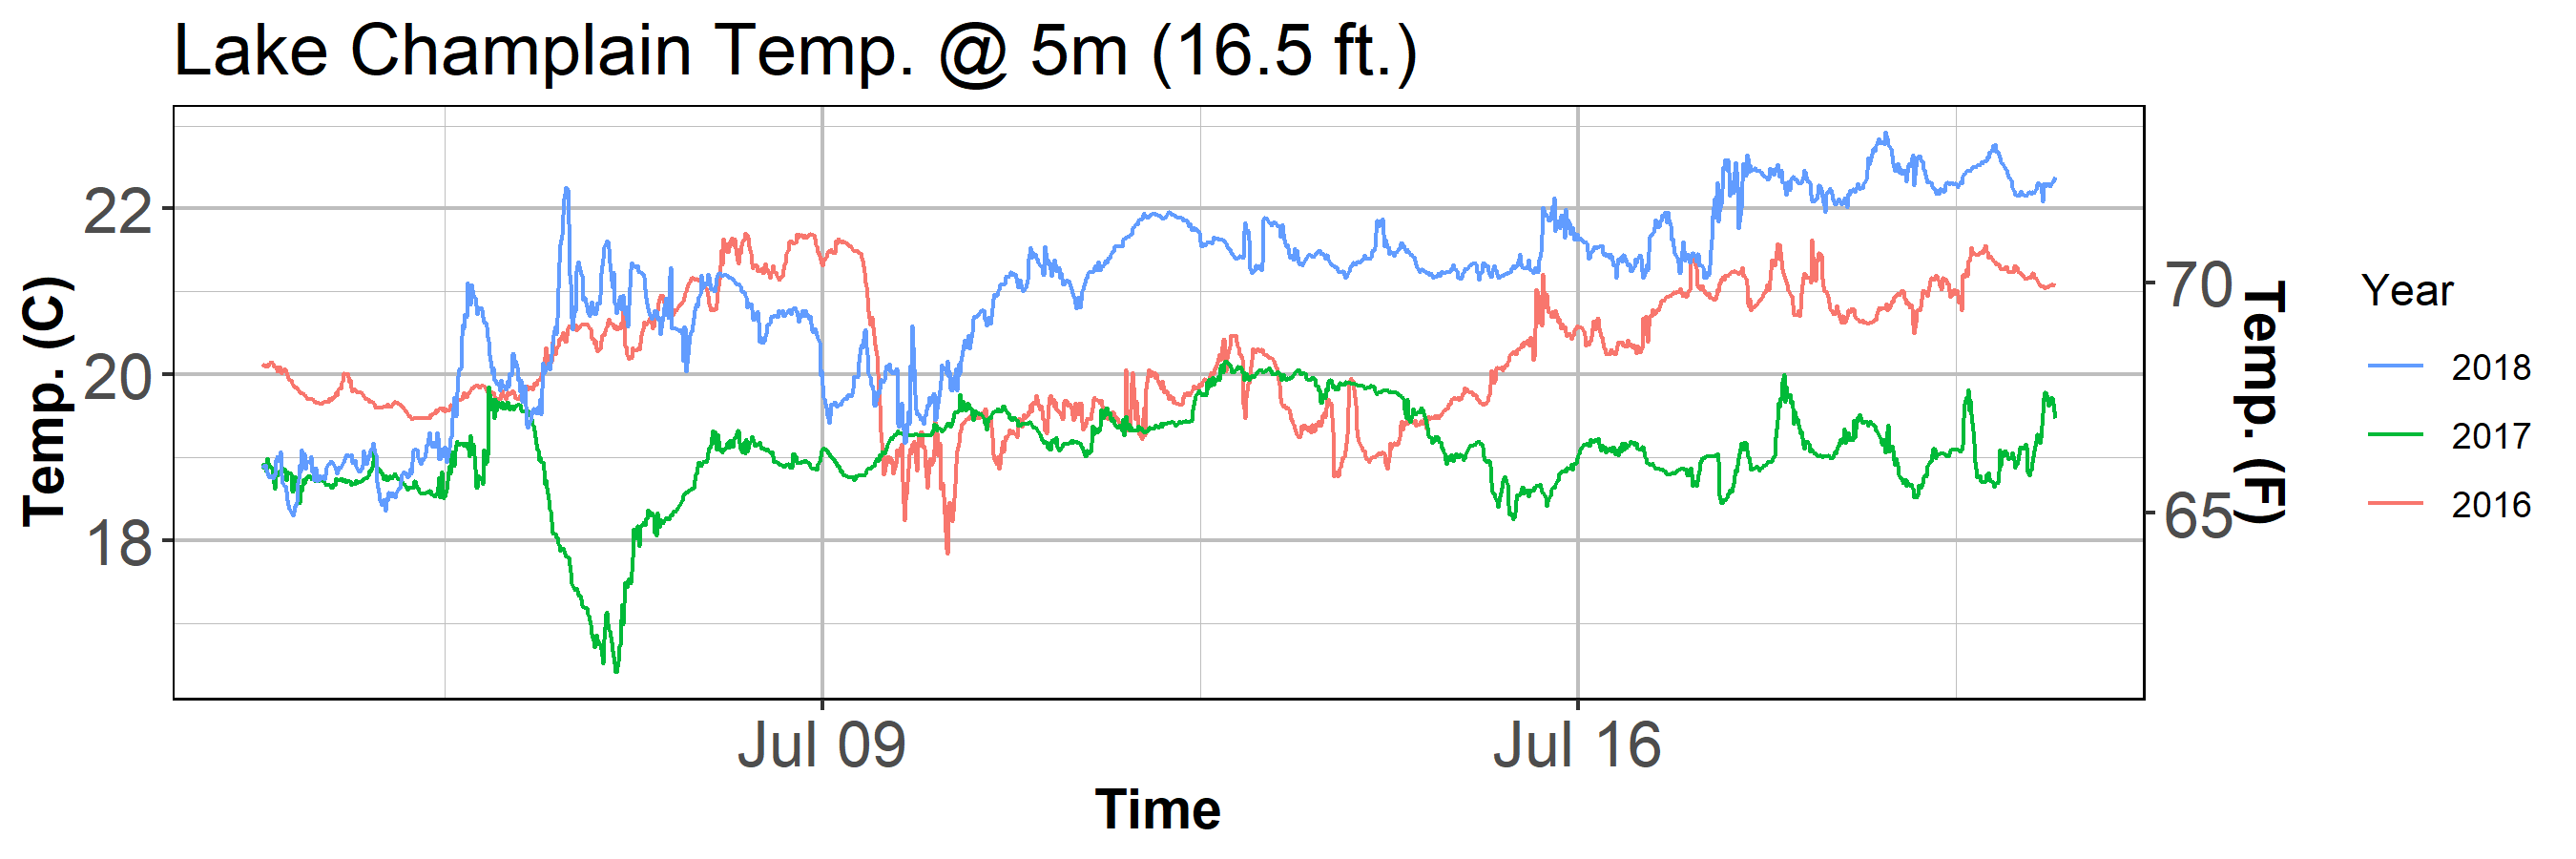 Lake Champlain Temp. @ 5m (16.5 ft.)
Temp. (C)
22
20
18
70
65
Temp. (F)
Jul 09
Jul 16
Time
Year
2018
2017
2016